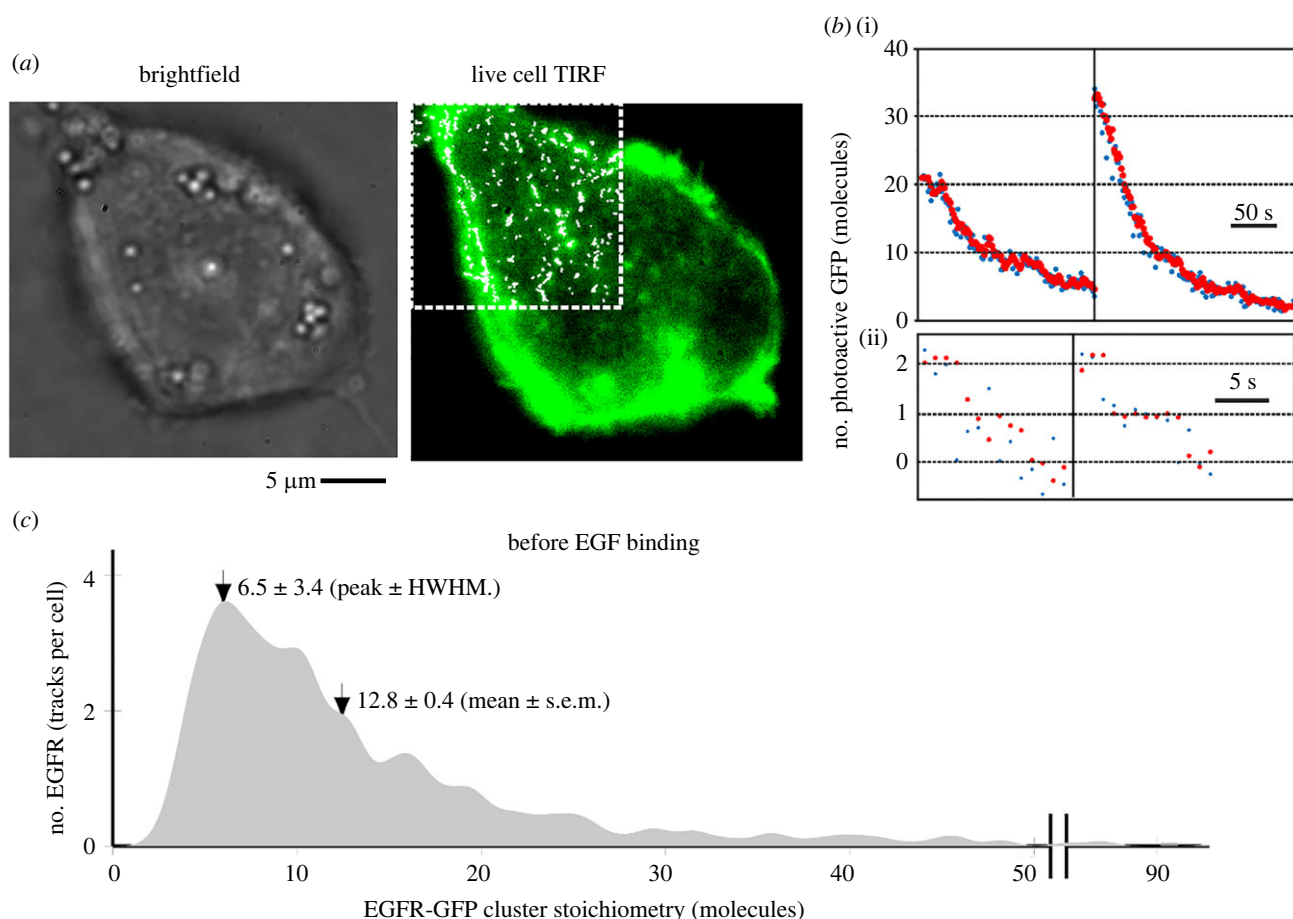 (a)
brightfield
live cell TIRF
5 µm
(b) (i)
40
30
20
10
0
50 s
(ii)
2
1
0
5 s
no. photoactive GFP (molecules)
(c)
before EGF binding
6.5 ± 3.4 (peak ± HWHM.)
12.8 ± 0.4 (mean ± s.e.m.)
4
2
0
no. EGFR (tracks per cell)
0 10 20 30 40 50 90
EGFR-GFP cluster stoichiometry (molecules)